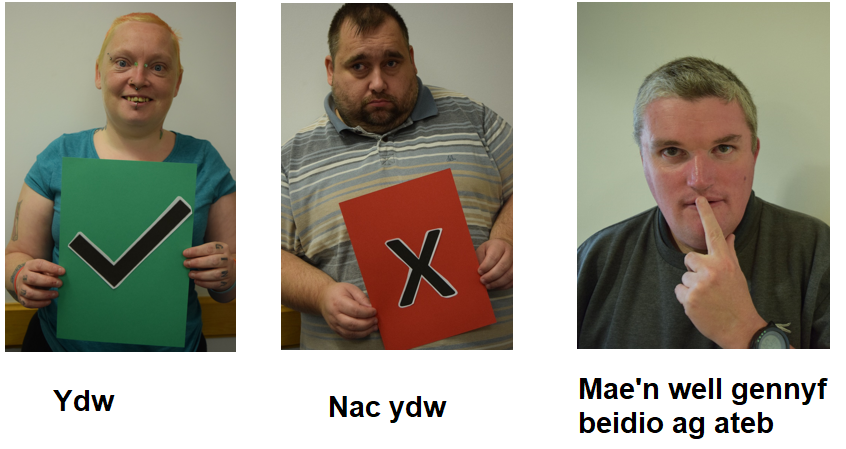 Ydw
Nac ydw
Mae'n well gennyf
beidio ag ateb